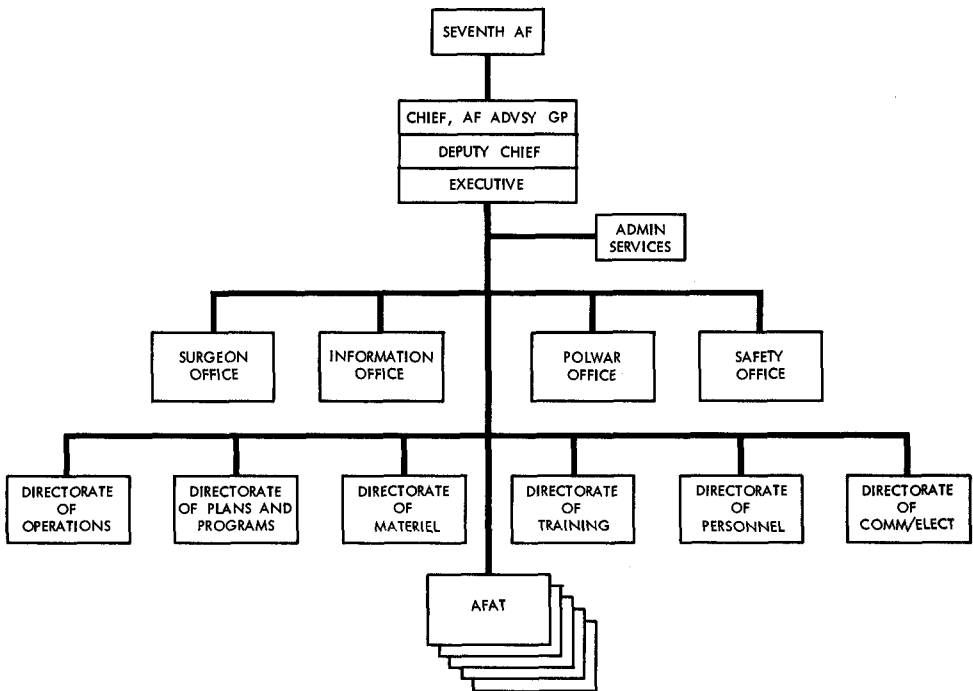 SEVENTH AF
CHIEF, AF ADVSY GP
DEPUTY CHIEF
EXECUTIVE
ADMIN
SERVICES
SURGEON
OFFICE
INFORMATION
OFFICE
POLWAR
OFFICE
SAFETY
OFFICE
DIRECTORATE
OF
OPERATIONS
DIRECTORATE
OF PLANS AND
PROGRAMS
DIRECTORATE
OF
MATERIEL
DIRECTORATE
OF
TRAINING
DIRECTORATE
OF
PERSONNEL
DIRECTORATE
OF
COMM/ELECT
AFAT